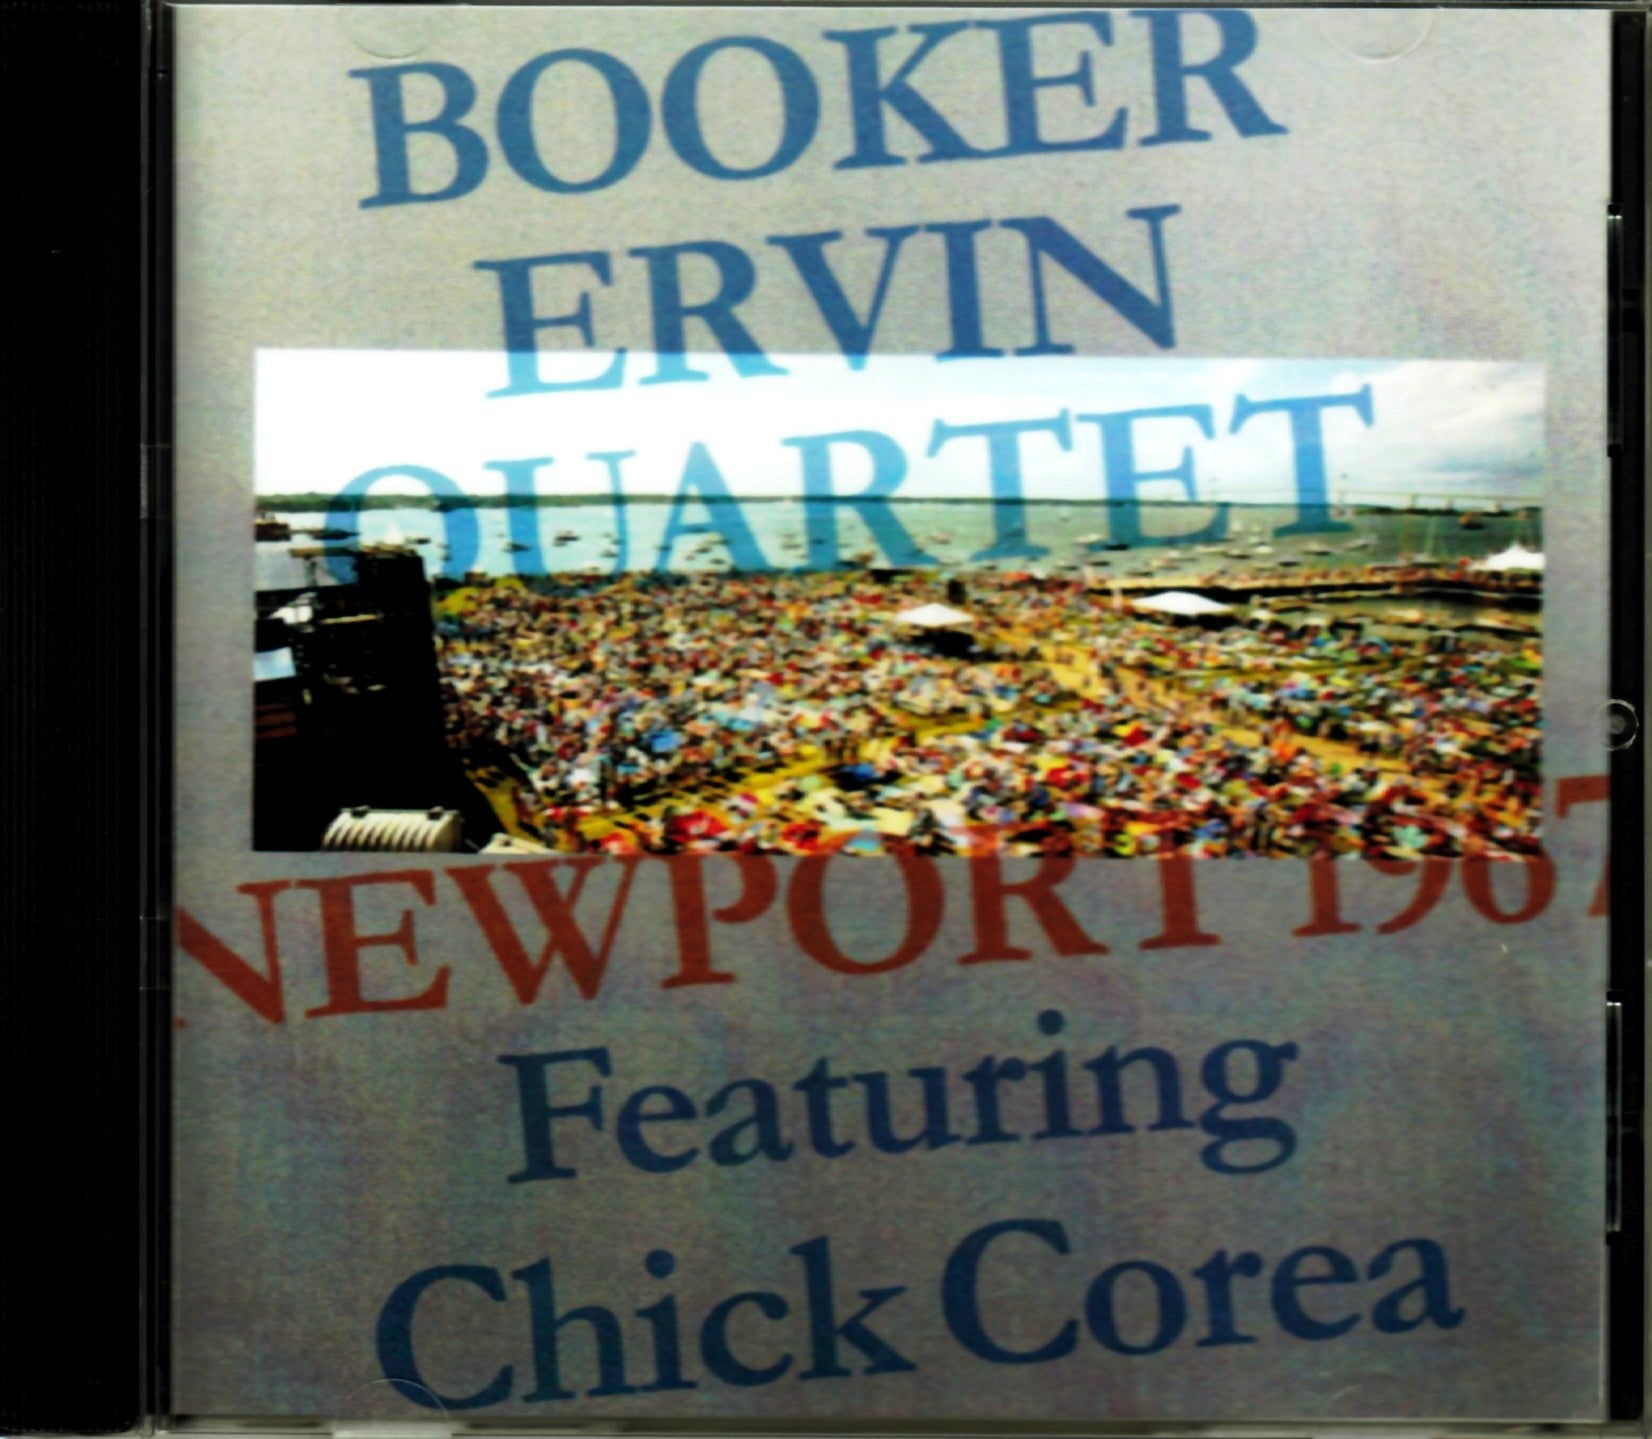 BOOKER
ERVIN
QUARTET
NEWPORT 1967
Featuring
Chick Corea